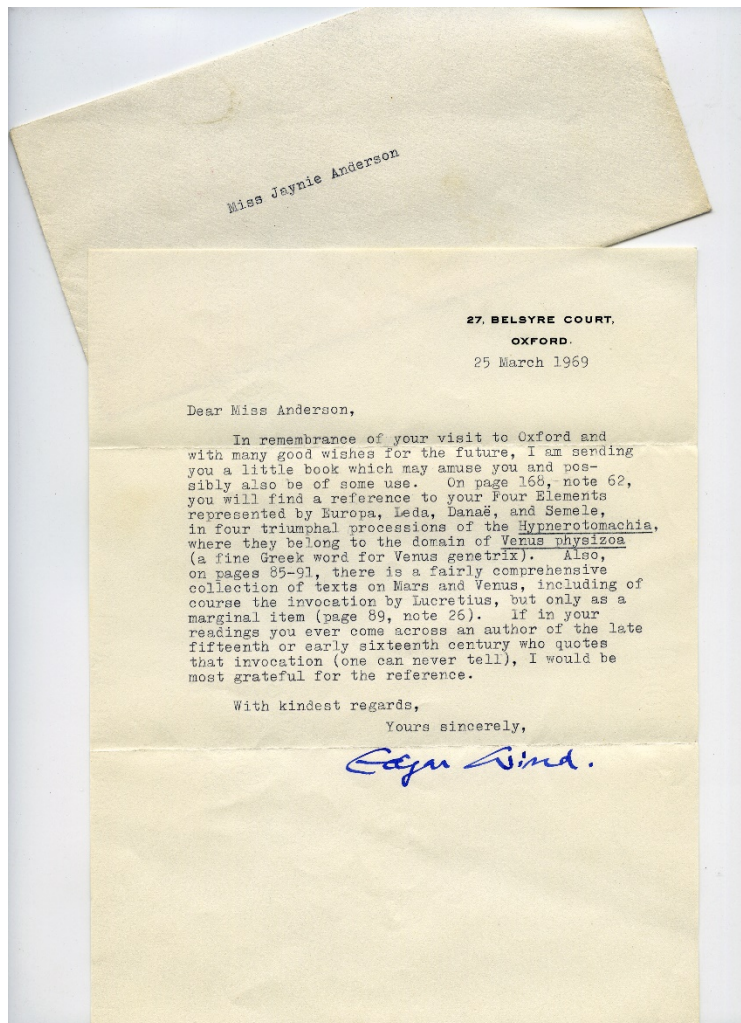 Miss Jaynie Anderson
27, BELSYRE COURT,
OXFORD.
25 March 1969
Dear Miss Anderson,
In remembrance of your visit to Oxford and
with many good wishes for the future, I am sending
you a little book which may amuse you and pos-
sibly also be of some use. On page 168, note 62,
you will find a reference to your Four Elements
represented by Europa, Leda, Danaë, and Semele,
in four triumphal processions of the Hypnerotomachia,
where they belong to the domain of Venus physizoa
(a fine Greek word for Venus genetrix). Also,
on pages 85-91, there is a fairly comprehensive
collection of texts on Mars and Venus, including of
course the invocation by Lucretius, but only as a
marginal item (page 89, note 26). If in your
readings you ever come across an author of the late
fifteenth or early sixteenth century who quotes
that invocation (one can never tell), I would be
most grateful for the reference.
With kindest regards,
Yours sincerely,
Edgar Wind.